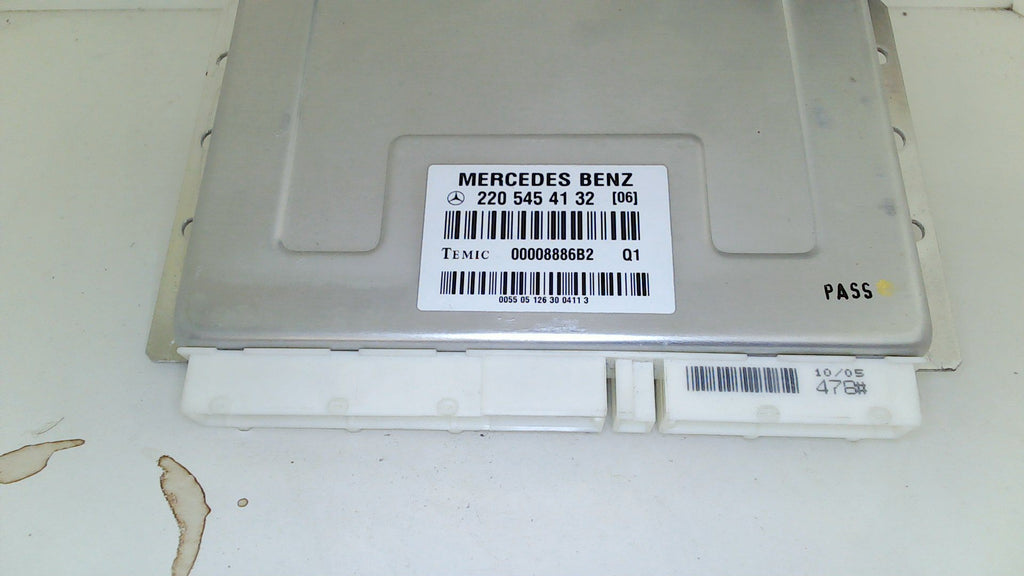 MERCEDES BENZ
220 545 41 32 [06]
TEMIC 00008886B2 Q1
0055 05 126 30 0411 3
PASS
10/05
478#